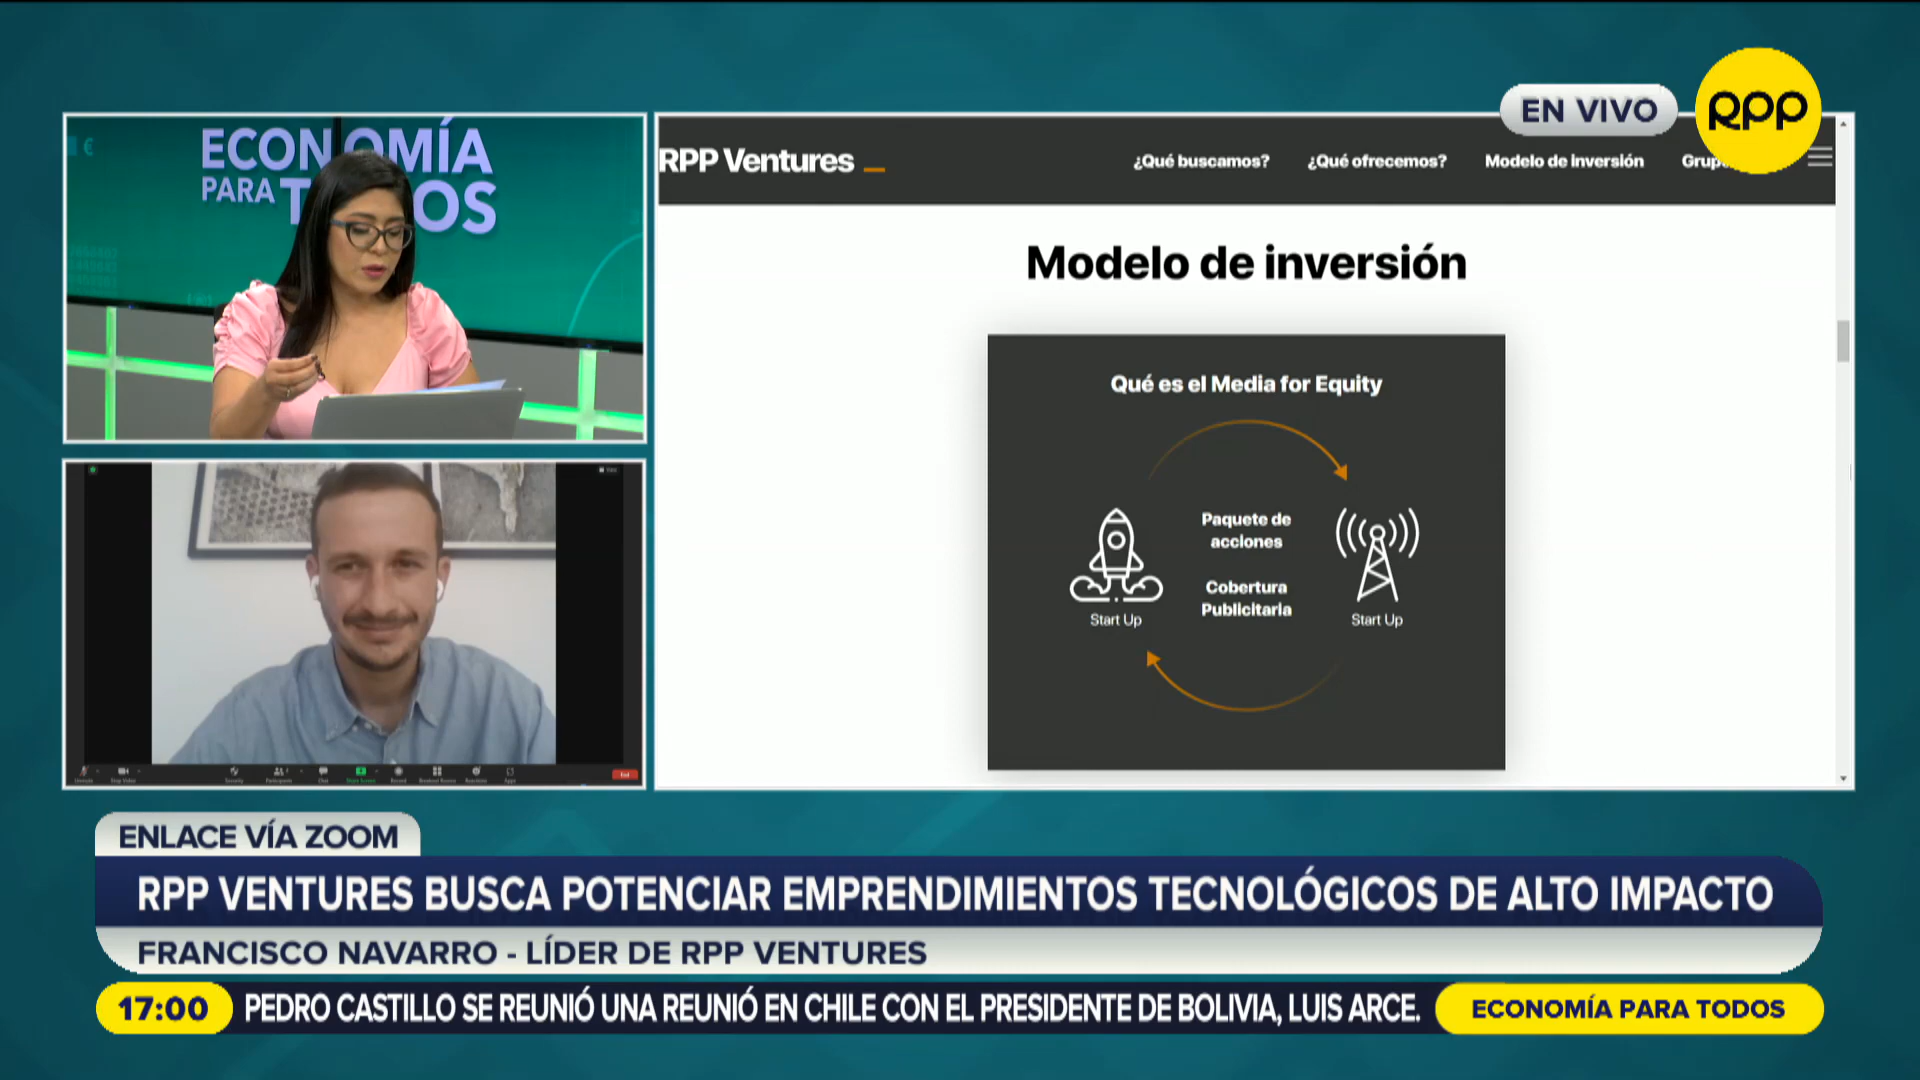 EN VIVO
rpp
ECONOMÍA
PARA TODOS
RPP Ventures _
¿Qué buscamos?
¿Qué ofrecemos?
Modelo de inversión
Modelo de inversión
Qué es el Media for Equity
Paquete de
acciones
Cobertura
Publicitaria
Start Up
Start Up
ENLACE VÍA ZOOM
RPP VENTURES BUSCA POTENCIAR EMPRENDIMIENTOS TECNOLÓGICOS DE ALTO IMPACTO
FRANCISCO NAVARRO - LÍDER DE RPP VENTURES
17:00
PEDRO CASTILLO SE REUNIÓ UNA REUNIÓ EN CHILE CON EL PRESIDENTE DE BOLIVIA, LUIS ARCE.
ECONOMÍA PARA TODOS